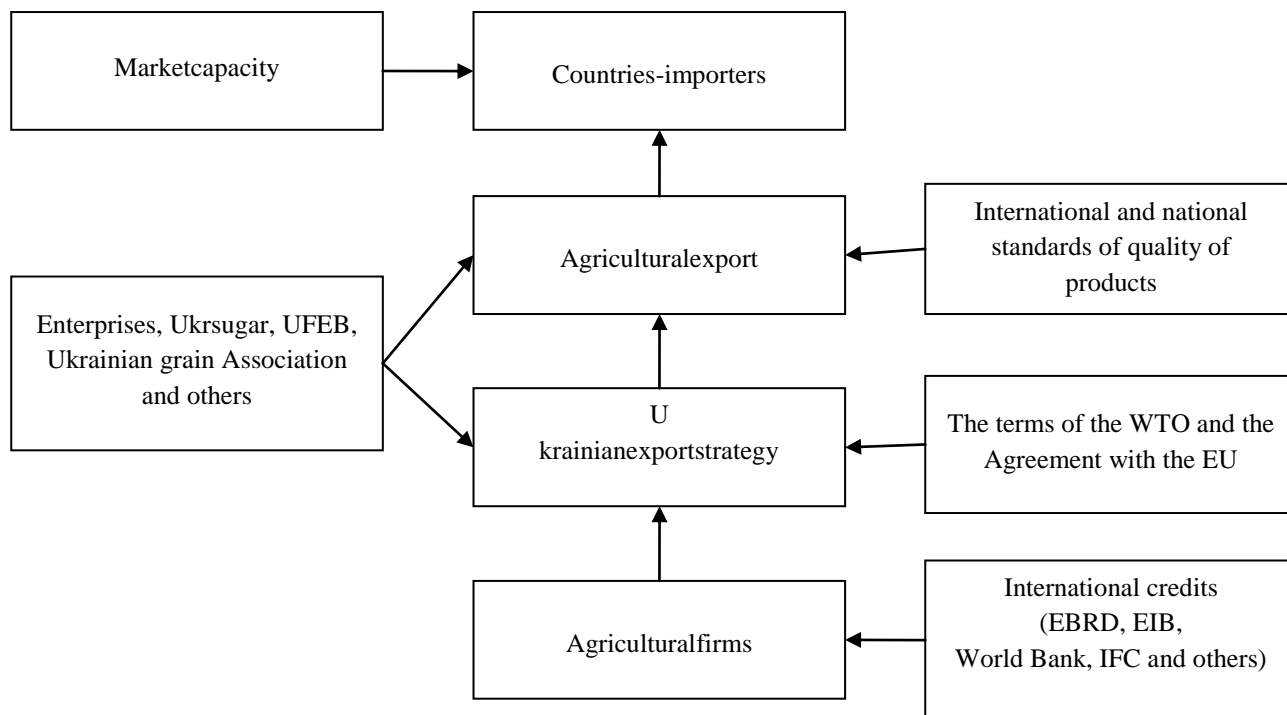 Marketcapacity
Countries-importers
Agriculturalexport
International and national
standards of quality of
products
Enterprises, Ukrsugar, UFEB,
Ukrainian grain Association
and others
U
krainianexportstrategy
The terms of the WTO and the
Agreement with the EU
Agriculturalfirms
International credits
(EBRD, EIB,
World Bank, IFC and others)